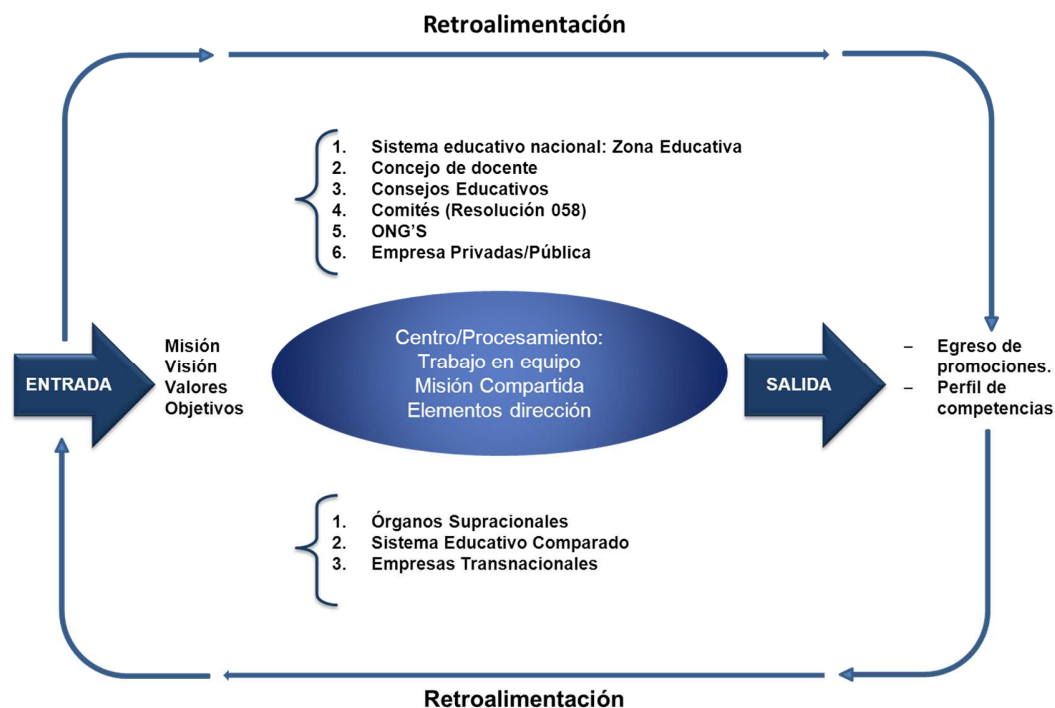 Retroalimentación
1. Sistema educativo nacional: Zona Educativa
2. Concejo de docente
3. Consejos Educativos
4. Comités (Resolución 058)
5. ONG'S
6. Empresa Privadas/Pública
ENTRADA
Misión
Visión
Valores
Objetivos
Centro/Procesamiento:
Trabajo en equipo
Misión Compartida
Elementos dirección
SALIDA
– Egreso de
promociones.
– Perfil de
competencias
1. Órganos Supracionales
2. Sistema Educativo Comparado
3. Empresas Transnacionales
Retroalimentación